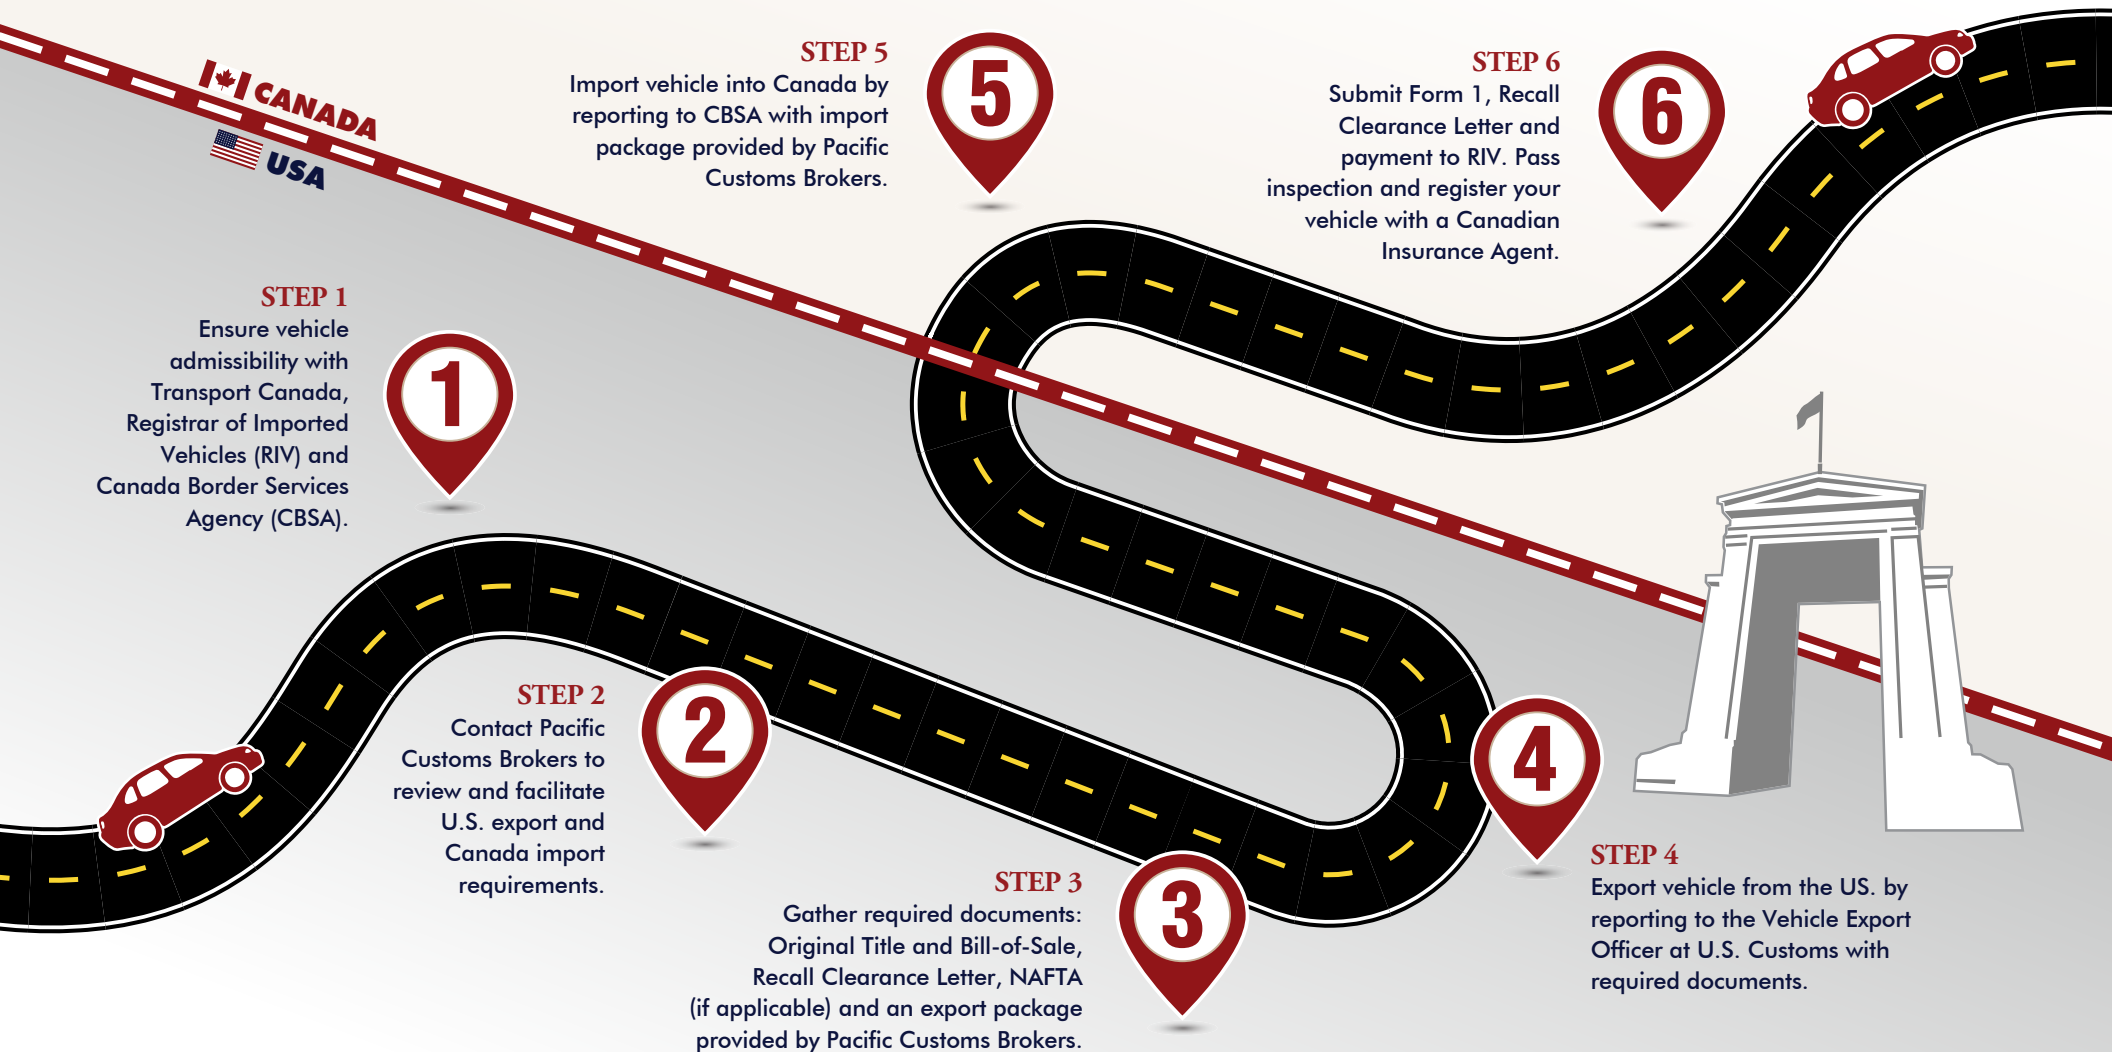 CANADA
USA
STEP 1
Ensure vehicle
admissibility with
Transport Canada,
Registrar of Imported
Vehicles (RIV) and
Canada Border Services
Agency (CBSA).
1
STEP 2
Contact Pacific
Customs Brokers to
review and facilitate
U.S. export and
Canada import
requirements.
2
STEP 3
Gather required documents:
Original Title and Bill-of-Sale,
Recall Clearance Letter, NAFTA
(if applicable) and an export package
provided by Pacific Customs Brokers.
3
4
STEP 4
Export vehicle from the US. by
reporting to the Vehicle Export
Officer at U.S. Customs with
required documents.
STEP 5
Import vehicle into Canada by
reporting to CBSA with import
package provided by Pacific
Customs Brokers.
5
STEP 6
Submit Form 1, Recall
Clearance Letter and
payment to RIV. Pass
inspection and register your
vehicle with a Canadian
Insurance Agent.
6